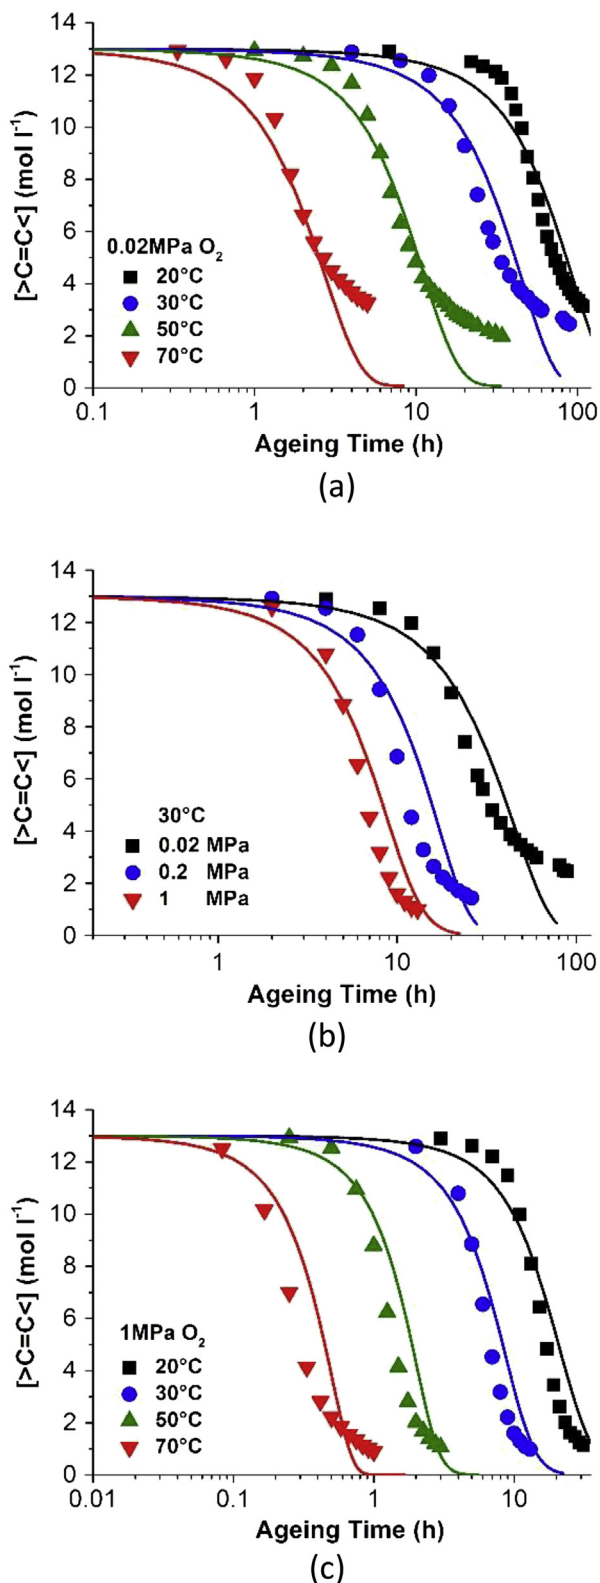 14
12
10
8
6
4
2
0
[>C=C<] (mol l⁻¹)
0.02MPa O₂
20°C
30°C
50°C
70°C
0.1 1 10 100
Ageing Time (h)
(a)
14
12
10
8
6
4
2
0
[>C=C<] (mol l⁻¹)
30°C
0.02 MPa
0.2 MPa
1 MPa
1 10 100
Ageing Time (h)
(b)
14
12
10
8
6
4
2
0
[>C=C<] (mol l⁻¹)
1MPa O₂
20°C
30°C
50°C
70°C
0.01 0.1 1 10
Ageing Time (h)
(c)